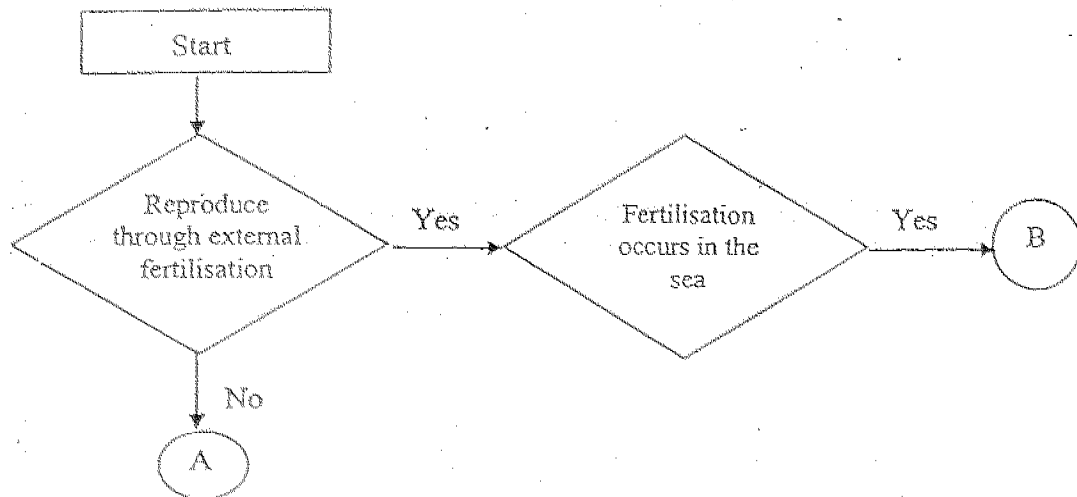 Start
Reproduce
through external
fertilisation
Yes
Fertilisation
occurs in the
sea
Yes
B
No
A